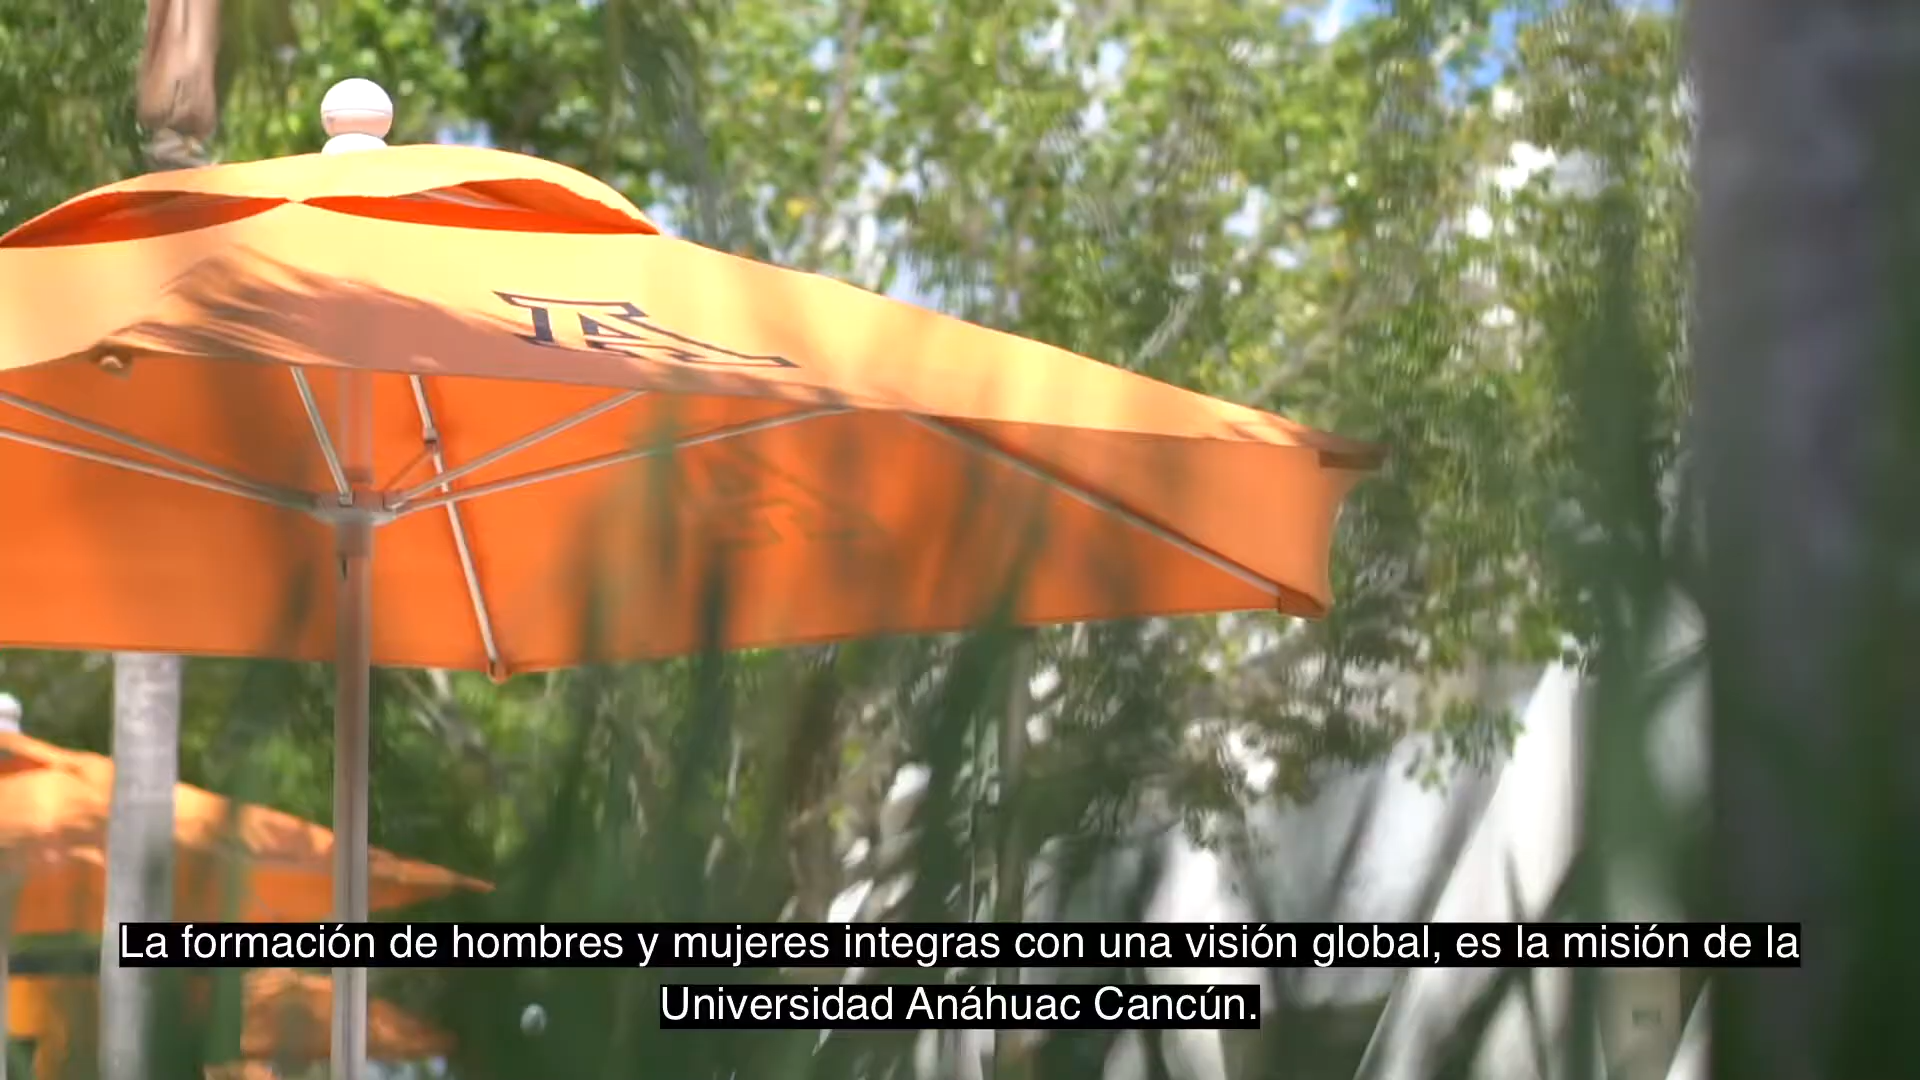 La formación de hombres y mujeres integras con una visión global, es la misión de la
Universidad Anáhuac Cancún.